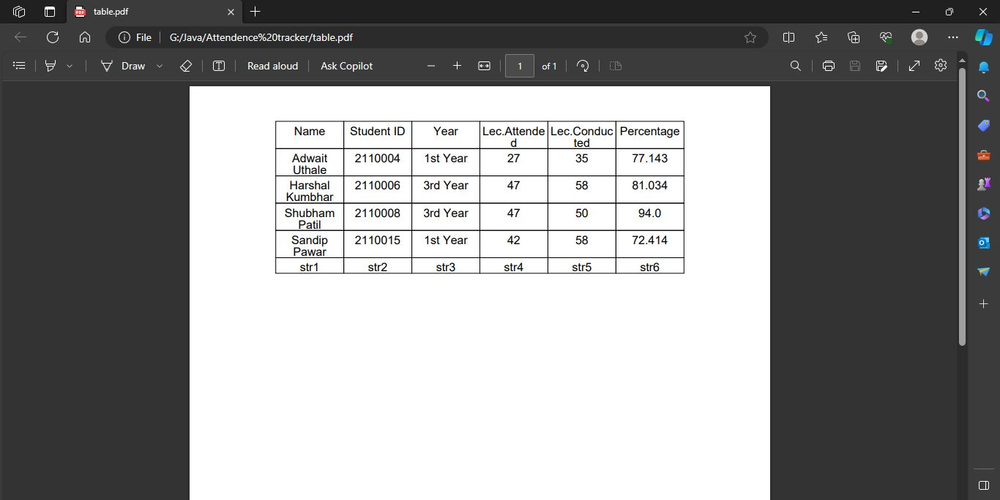 table.pdf
File G:/Java/Attendence%20tracker/table.pdf
Draw Read aloud Ask Copilot 1 of 1
Name Student ID Year Lec.Attende Lec.Conduc Percentage
d ted
Adwait 2110004 1st Year 27 35 77.143
Uthale
Harshal 2110006 3rd Year 47 58 81.034
Kumbhar
Shubham 2110008 3rd Year 47 50 94.0
Patil
Sandip 2110015 1st Year 42 58 72.414
Pawar
str1 str2 str3 str4 str5 str6